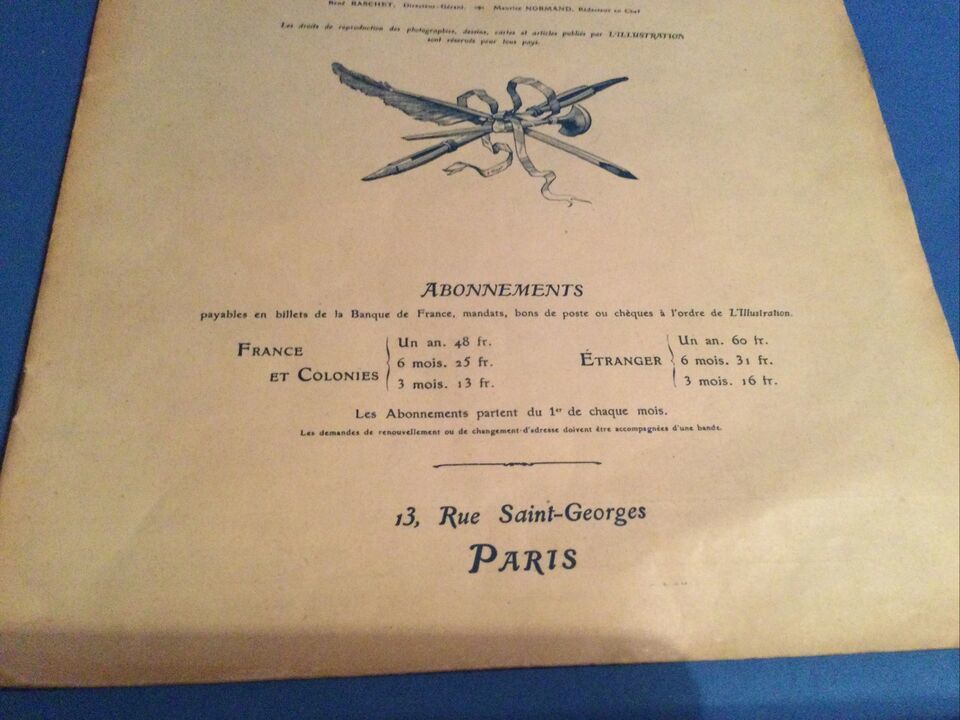 René BASCHET, Directeur-Gérant. Maurice NORMAND, Rédacteur en Chef
Les droits de reproduction des photographies, dessins, cartes et articles publiés par L'ILLUSTRATION
sont réservés pour tous pays.
ABONNEMENTS
payables en billets de la Banque de France, mandats, bons de poste ou chèques à l'ordre de L'Illustration.
FRANCE
ET COLONIES
Un an. 48 fr.
6 mois. 25 fr.
3 mois. 13 fr.
ÉTRANGER
Un an. 60 fr.
6 mois. 31 fr.
3 mois. 16 fr.
Les Abonnements partent du 1er de chaque mois.
Les demandes de renouvellement ou de changement d'adresse doivent être accompagnées d'une bande.
13, Rue Saint-Georges
PARIS